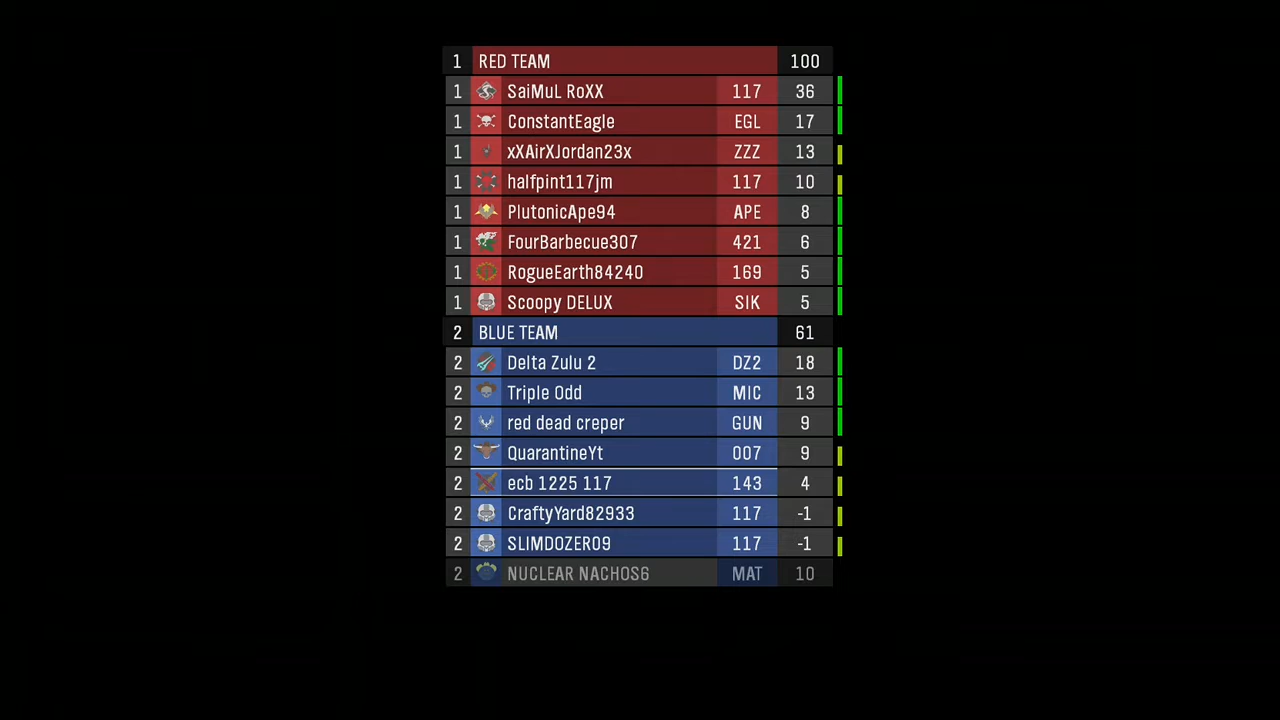 1 RED TEAM 100
1 SaiMuL RoXX 117 36
1 ConstantEagle EGL 17
1 xXAirXJordan23x ZZZ 13
1 halfpint117jm 117 10
1 PlutonicApe94 APE 8
1 FourBarbecue307 421 6
1 RogueEarth84240 169 5
1 Scoopy DELUX SIK 5
2 BLUE TEAM 61
2 Delta Zulu 2 DZ2 18
2 Triple Odd MIC 13
2 red dead creper GUN 9
2 QuarantineYt 007 9
2 ecb 1225 117 143 4
2 CraftyYard82933 117 -1
2 SLIMDOZER09 117 -1
2 NUCLEAR NACHOS6 MAT 10